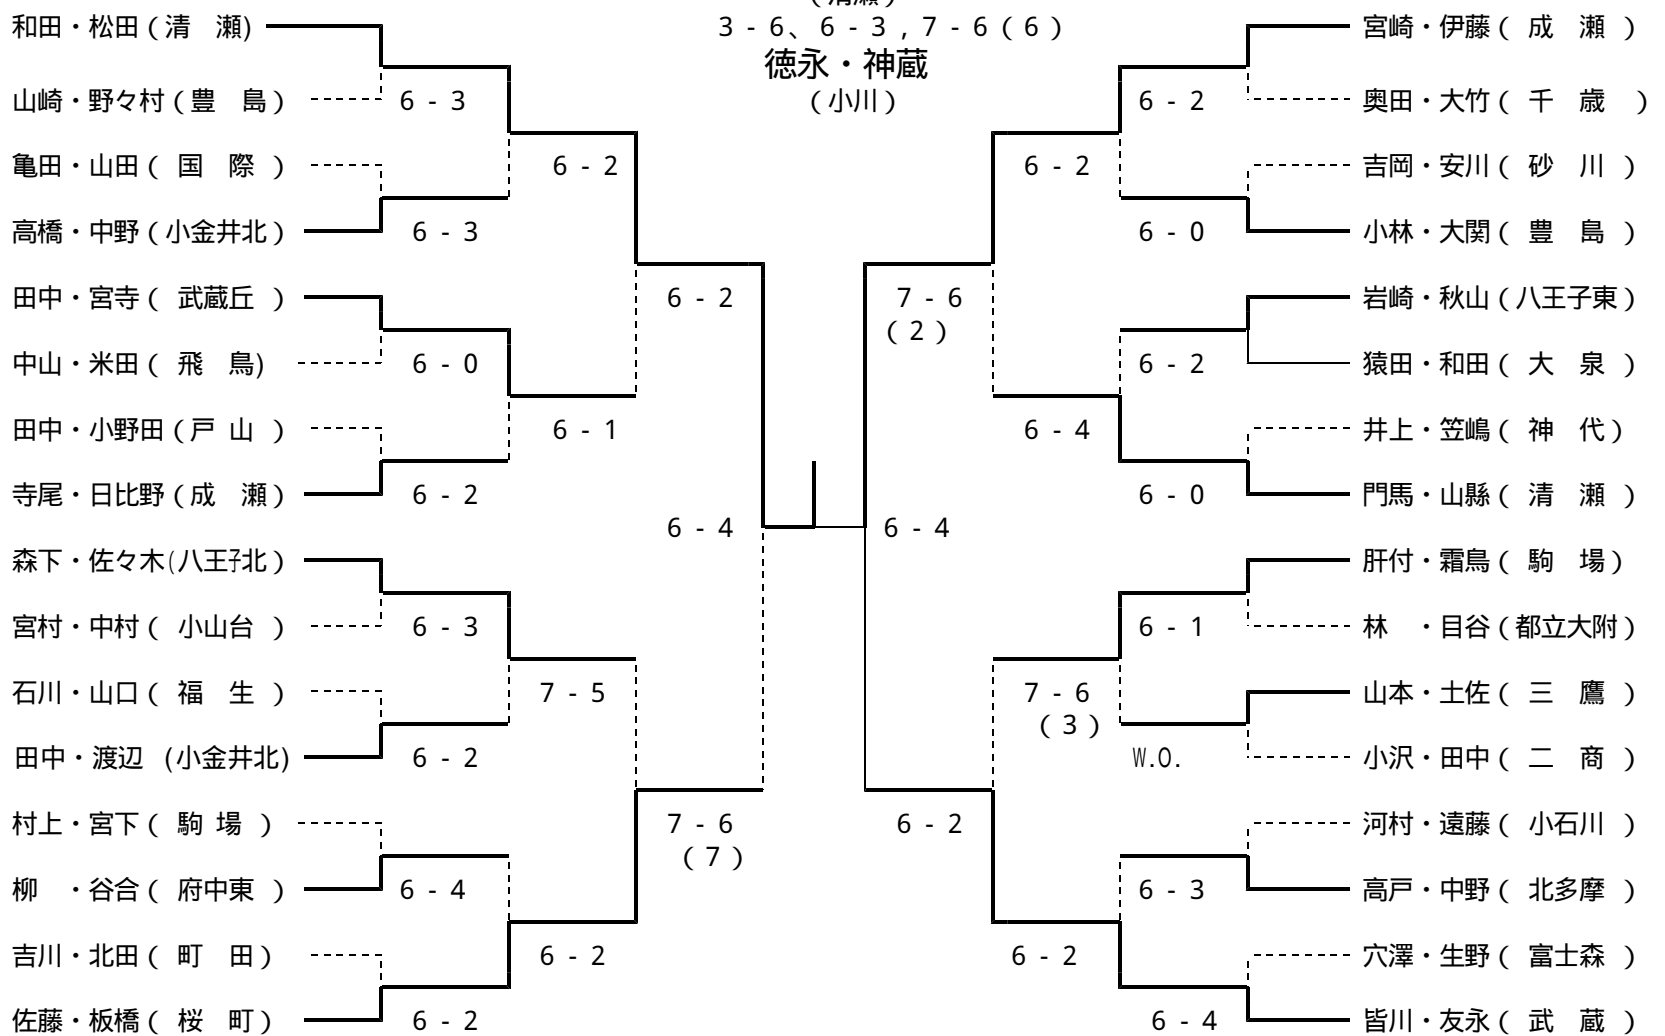 （清瀬）
3 - 6、6 - 3 , 7 - 6 ( 6 )
徳永・神蔵
（小川）
和田・松田 ( 清　瀬)
山崎・野々村 ( 豊　島 )
6 - 3
亀田・山田 ( 国　際 )
6 - 2
高橋・中野 ( 小金井北 )
6 - 3
田中・宮寺 ( 武蔵丘 )
6 - 2
中山・米田 ( 飛　鳥)
6 - 0
田中・小野田 ( 戸 山 )
6 - 1
寺尾・日比野 ( 成　瀬 )
6 - 2
6 - 4
森下・佐々木(八王子北 )
宮村・中村 ( 小山台 )
6 - 3
石川・山口 ( 福　生 )
7 - 5
田中・渡辺 (小金井北)
6 - 2
村上・宮下 ( 駒 場 )
7 - 6
( 7 )
柳　・谷合 ( 府中東 )
6 - 4
吉川・北田 ( 町　田 )
6 - 2
佐藤・板橋 ( 桜　町 )
6 - 2
宮崎・伊藤 ( 成　瀬 )
6 - 2
奥田・大竹 ( 千　歳 )
6 - 2
吉岡・安川 ( 砂　川 )
6 - 0
小林・大関 ( 豊　島 )
7 - 6
( 2 )
岩崎・秋山 ( 八王子東 )
6 - 2
猿田・和田 ( 大　泉 )
6 - 4
井上・笠嶋 ( 神　代 )
6 - 0
門馬・山縣 ( 清　瀬 )
6 - 4
肝付・霜鳥 ( 駒　場 )
6 - 1
林　・目谷 ( 都立大附 )
7 - 6
( 3 )
山本・土佐 ( 三　鷹 )
W.O.
小沢・田中 ( 二　商 )
6 - 2
河村・遠藤 ( 小石川 )
6 - 3
高戸・中野 ( 北多摩 )
6 - 2
穴澤・生野 ( 富士森 )
6 - 4
皆川・友永 ( 武　蔵 )